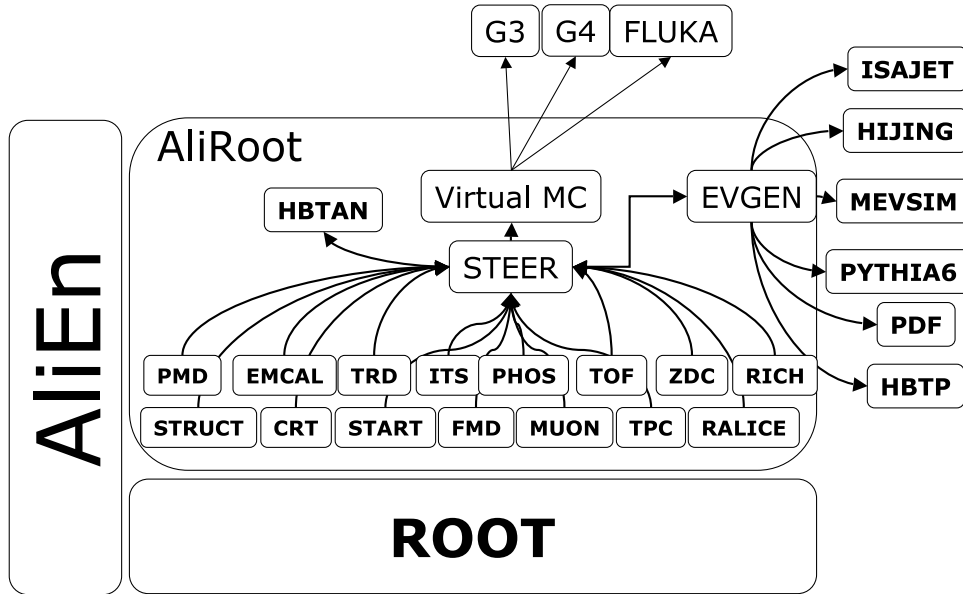 G3 G4 FLUKA
ISAJET
HIJING
AliRoot
Virtual MC
EVGEN
MEVSIM
HBTAN
STEER
PYTHIA6
PDF
PMD EMCAL TRD ITS PHOS TOF ZDC RICH
HBTP
STRUCT CRT START FMD MUON TPC RALICE
AliEn
ROOT